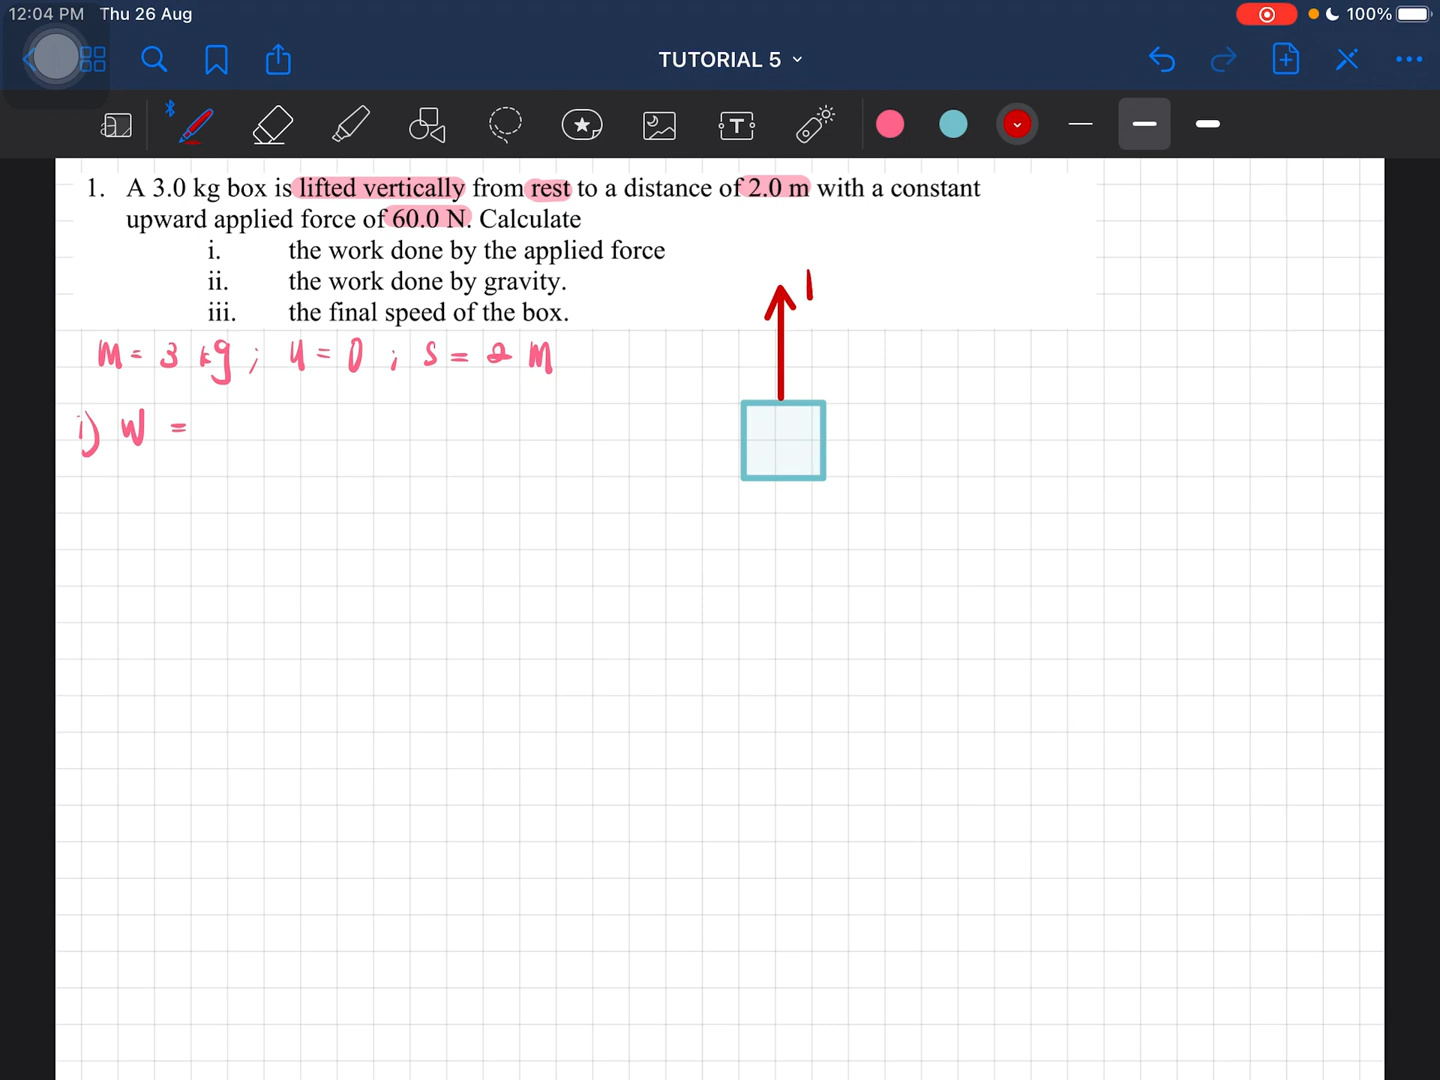 12:04 PM Thu 26 Aug
100%
TUTORIAL 5
T
1. A 3.0 kg box is lifted vertically from rest to a distance of 2.0 m with a constant
upward applied force of 60.0 N. Calculate
i. the work done by the applied force
ii. the work done by gravity.
iii. the final speed of the box.
m = 3 kg ; u = 0 ; s = 2 m
i) W =